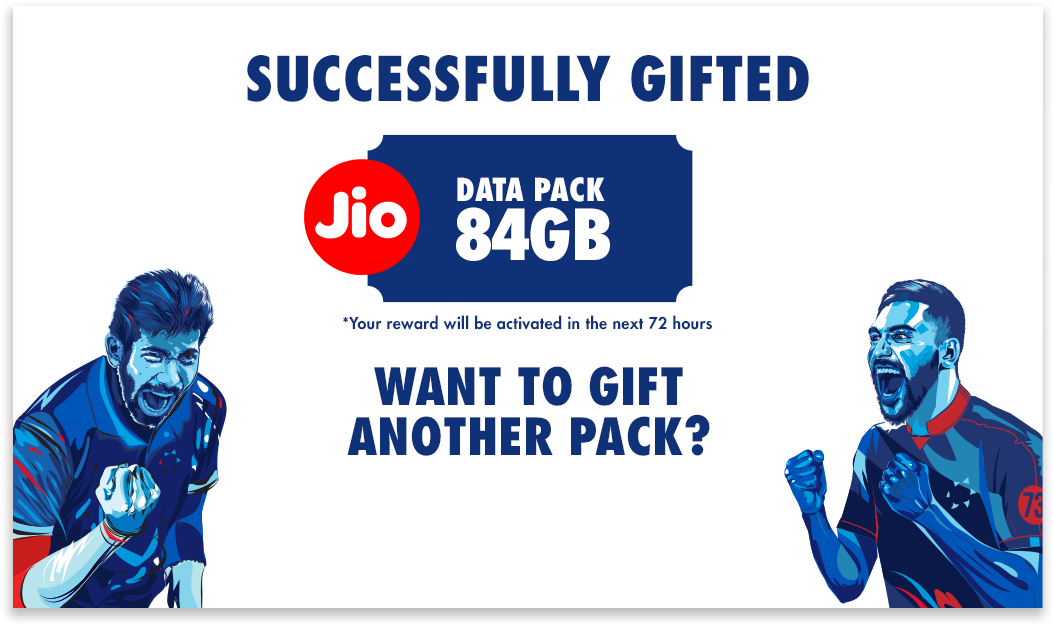 SUCCESSFULLY GIFTED
Jio
DATA PACK
84GB
*Your reward will be activated in the next 72 hours
WANT TO GIFT
ANOTHER PACK?
73